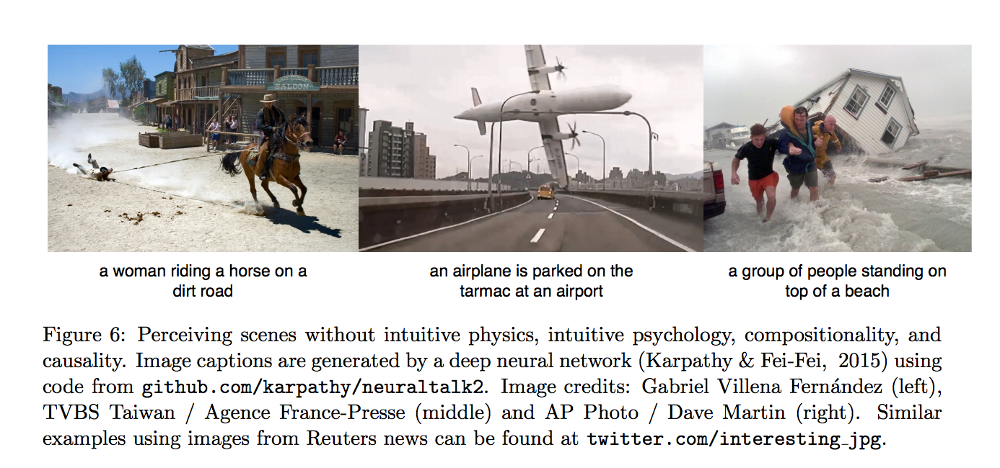 SALOON
a woman riding a horse on a
dirt road
an airplane is parked on the
tarmac at an airport
a group of people standing on
top of a beach
Figure 6: Perceiving scenes without intuitive physics, intuitive psychology, compositionality, and
causality. Image captions are generated by a deep neural network (Karpathy & Fei-Fei, 2015) using
code from github.com/karpathy/neuraltalk2. Image credits: Gabriel Villena Fernández (left),
TVBS Taiwan / Agence France-Presse (middle) and AP Photo / Dave Martin (right). Similar
examples using images from Reuters news can be found at twitter.com/interesting_jpg.